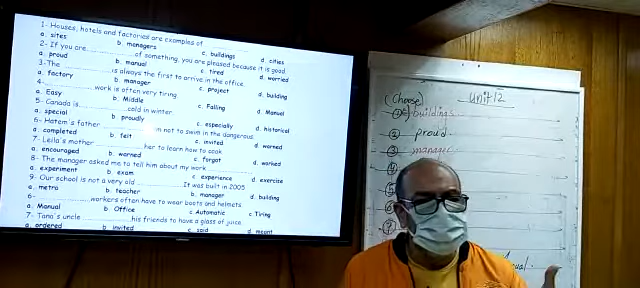 1- Houses, hotels and factories are examples of
a. sites b. managers c. buildings d. cities
2- If you are of something, you are pleased because it is good
a. proud b. manual c. tired d. worried
3- The is always the first to arrive in the office
a. factory b. manager c. project d. building
4- work is often very tiring
a. Easy b. Middle c. Falling d. Manual
5- Canada is cold in winter
a. special b. proudly c. especially d. historical
6- Hatem's father him not to swim in the dangerous
a. completed b. felt c. invited d. warned
7- Leila's mother her to learn how to cook
a. encouraged b. warned c. forgot d. worked
8- The manager asked me to tell him about my work
a. experiment b. exam c. experience d. exercise
9- Our school is not a very old It was built in 2005
a. metro b. teacher b. manager d. building
6- workers often have to wear boots and helmets
a. Manual b. Office c. Automatic c. Tiring
7- Tana's uncle his friends to have a glass of juice
a. ordered b. invited c. said d. meant
unit 12
(Choose)
① c buildings
② proud
③ manager
④
⑦